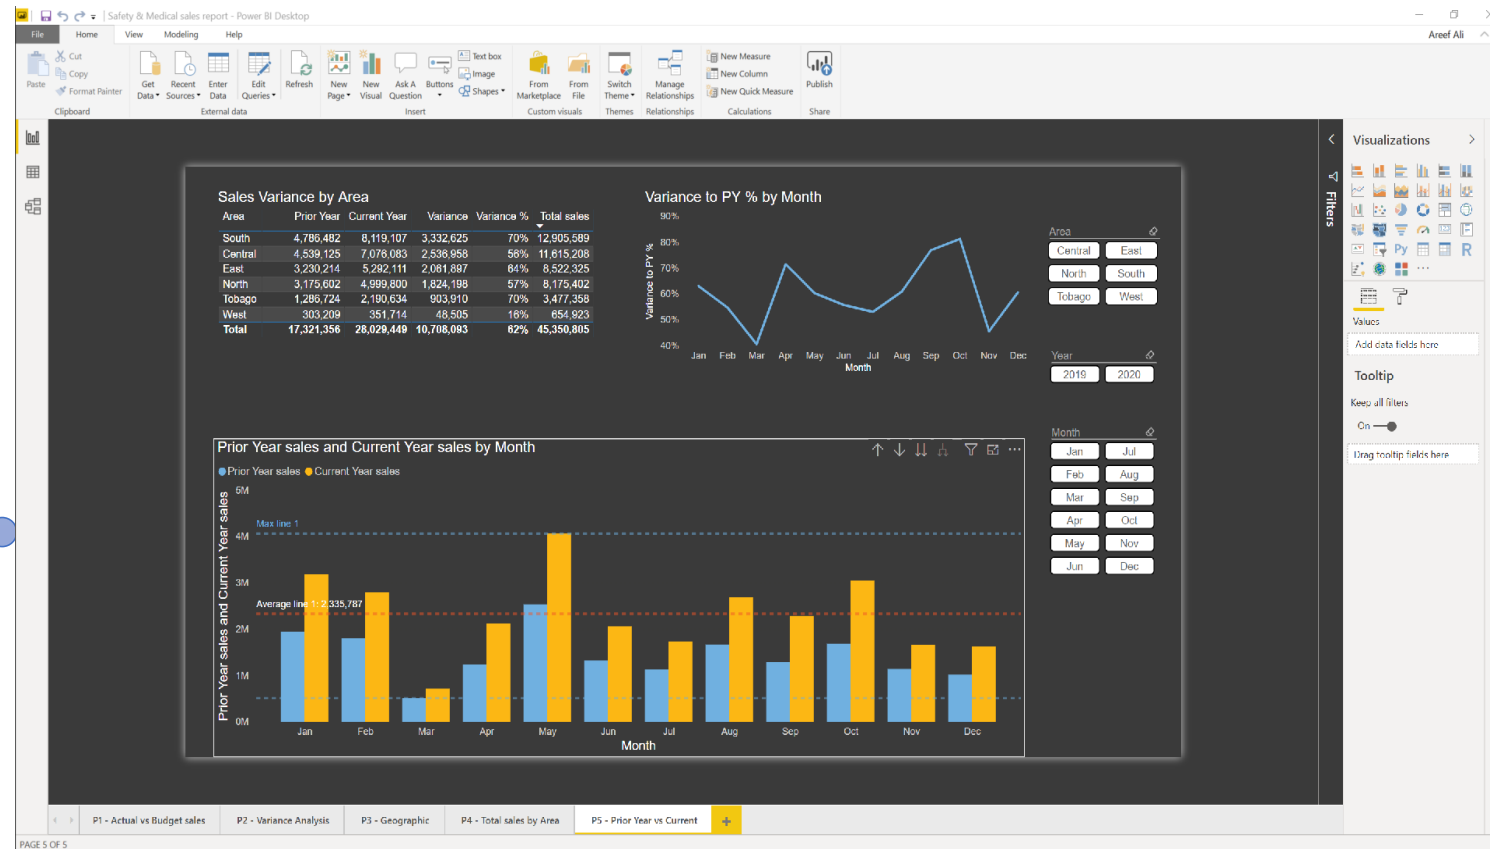 Safety & Medical sales report - Power BI Desktop
File Home View Modeling Help Areef Ali
Paste
Cut
Copy
Format Painter
Clipboard
Get Data
Recent Sources
Enter Data
Edit Queries
Refresh
External data
New Page
New Visual
Ask A Question
Buttons
Text box
Image
Shapes
Insert
From Marketplace
From File
Custom visuals
Switch Theme
Themes
Manage Relationships
Relationships
New Measure
New Column
New Quick Measure
Calculations
Publish
Share
Sales Variance by Area
Area Prior Year Current Year Variance Variance % Total sales
South 4,786,482 8,119,107 3,332,625 70% 12,905,589
Central 4,539,125 7,076,083 2,536,958 56% 11,615,208
East 3,230,214 5,292,111 2,061,897 64% 8,522,325
North 3,175,602 4,999,800 1,824,198 57% 8,175,402
Tobago 1,286,724 2,190,634 903,910 70% 3,477,358
West 303,209 351,714 48,505 16% 654,923
Total 17,321,356 28,029,449 10,708,093 62% 45,350,805
Variance to PY % by Month
90%
80%
70%
60%
50%
40%
Variance to PY %
Jan Feb Mar Apr May Jun Jul Aug Sep Oct Nov Dec
Month
Area
Central East
North South
Tobago West
Year
2019 2020
Month
Jan Jul
Feb Aug
Mar Sep
Apr Oct
May Nov
Jun Dec
Prior Year sales and Current Year sales by Month
Prior Year sales Current Year sales
Prior Year sales and Current Year sales
5M
Max line 1
4M
3M
Average line 1: 2,335,787
2M
1M
0M
Jan Feb Mar Apr May Jun Jul Aug Sep Oct Nov Dec
Month
Filters
Visualizations
Py R
Values
Add data fields here
Tooltip
Keep all filters
On
Drag tooltip fields here
P1 - Actual vs Budget sales P2 - Variance Analysis P3 - Geographic P4 - Total sales by Area P5 - Prior Year vs Current +
PAGE 5 OF 5